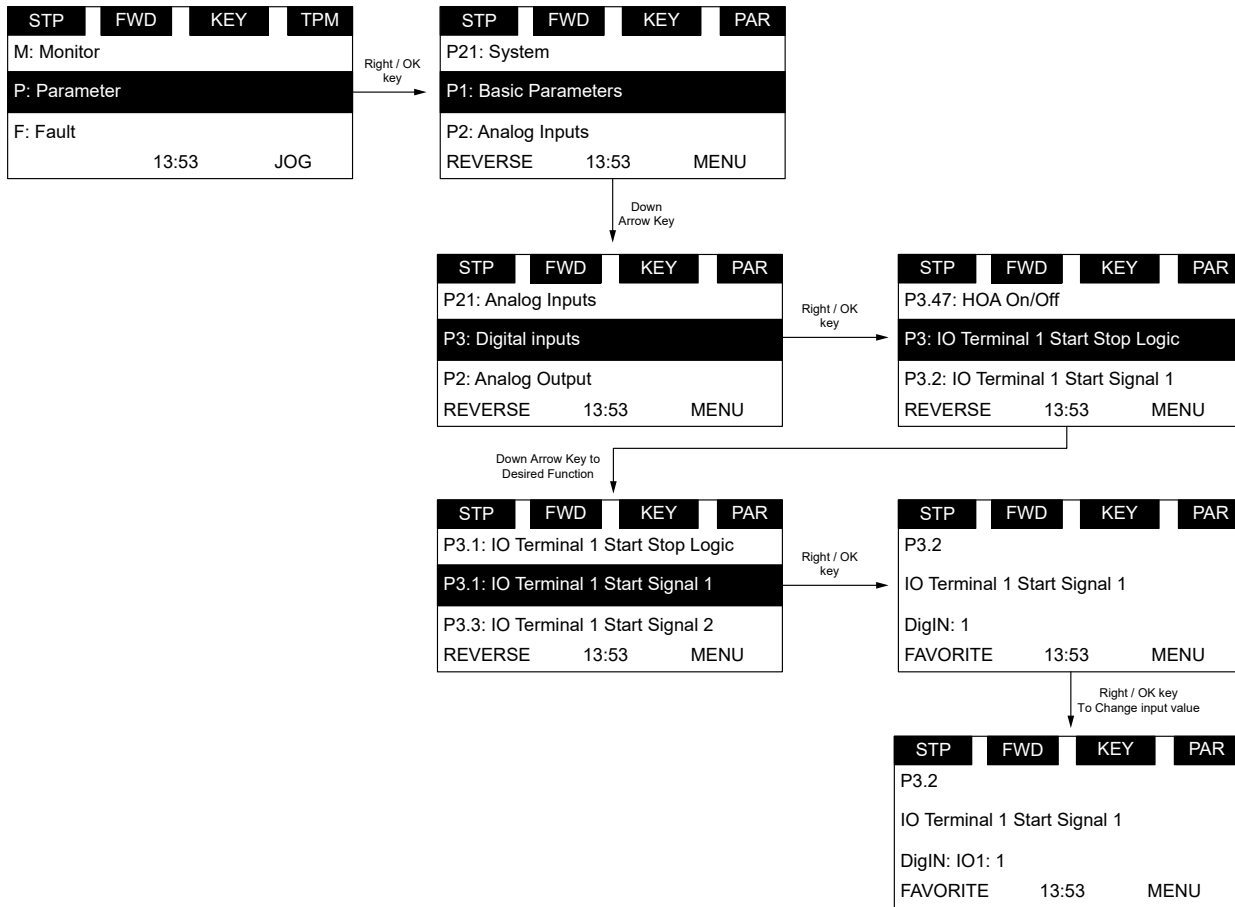 STP FWD KEY TPM
M: Monitor
P: Parameter
F: Fault
13:53 JOG
Right / OK
key
STP FWD KEY PAR
P21: System
P1: Basic Parameters
P2: Analog Inputs
REVERSE 13:53 MENU
Down
Arrow Key
STP FWD KEY PAR
P21: Analog Inputs
P3: Digital inputs
P2: Analog Output
REVERSE 13:53 MENU
Right / OK
key
STP FWD KEY PAR
P3.47: HOA On/Off
P3: IO Terminal 1 Start Stop Logic
P3.2: IO Terminal 1 Start Signal 1
REVERSE 13:53 MENU
Down Arrow Key to
Desired Function
STP FWD KEY PAR
P3.1: IO Terminal 1 Start Stop Logic
P3.1: IO Terminal 1 Start Signal 1
P3.3: IO Terminal 1 Start Signal 2
REVERSE 13:53 MENU
Right / OK
key
STP FWD KEY PAR
P3.2
IO Terminal 1 Start Signal 1
DigIN: 1
FAVORITE 13:53 MENU
Right / OK key
To Change input value
STP FWD KEY PAR
P3.2
IO Terminal 1 Start Signal 1
DigIN: IO1: 1
FAVORITE 13:53 MENU